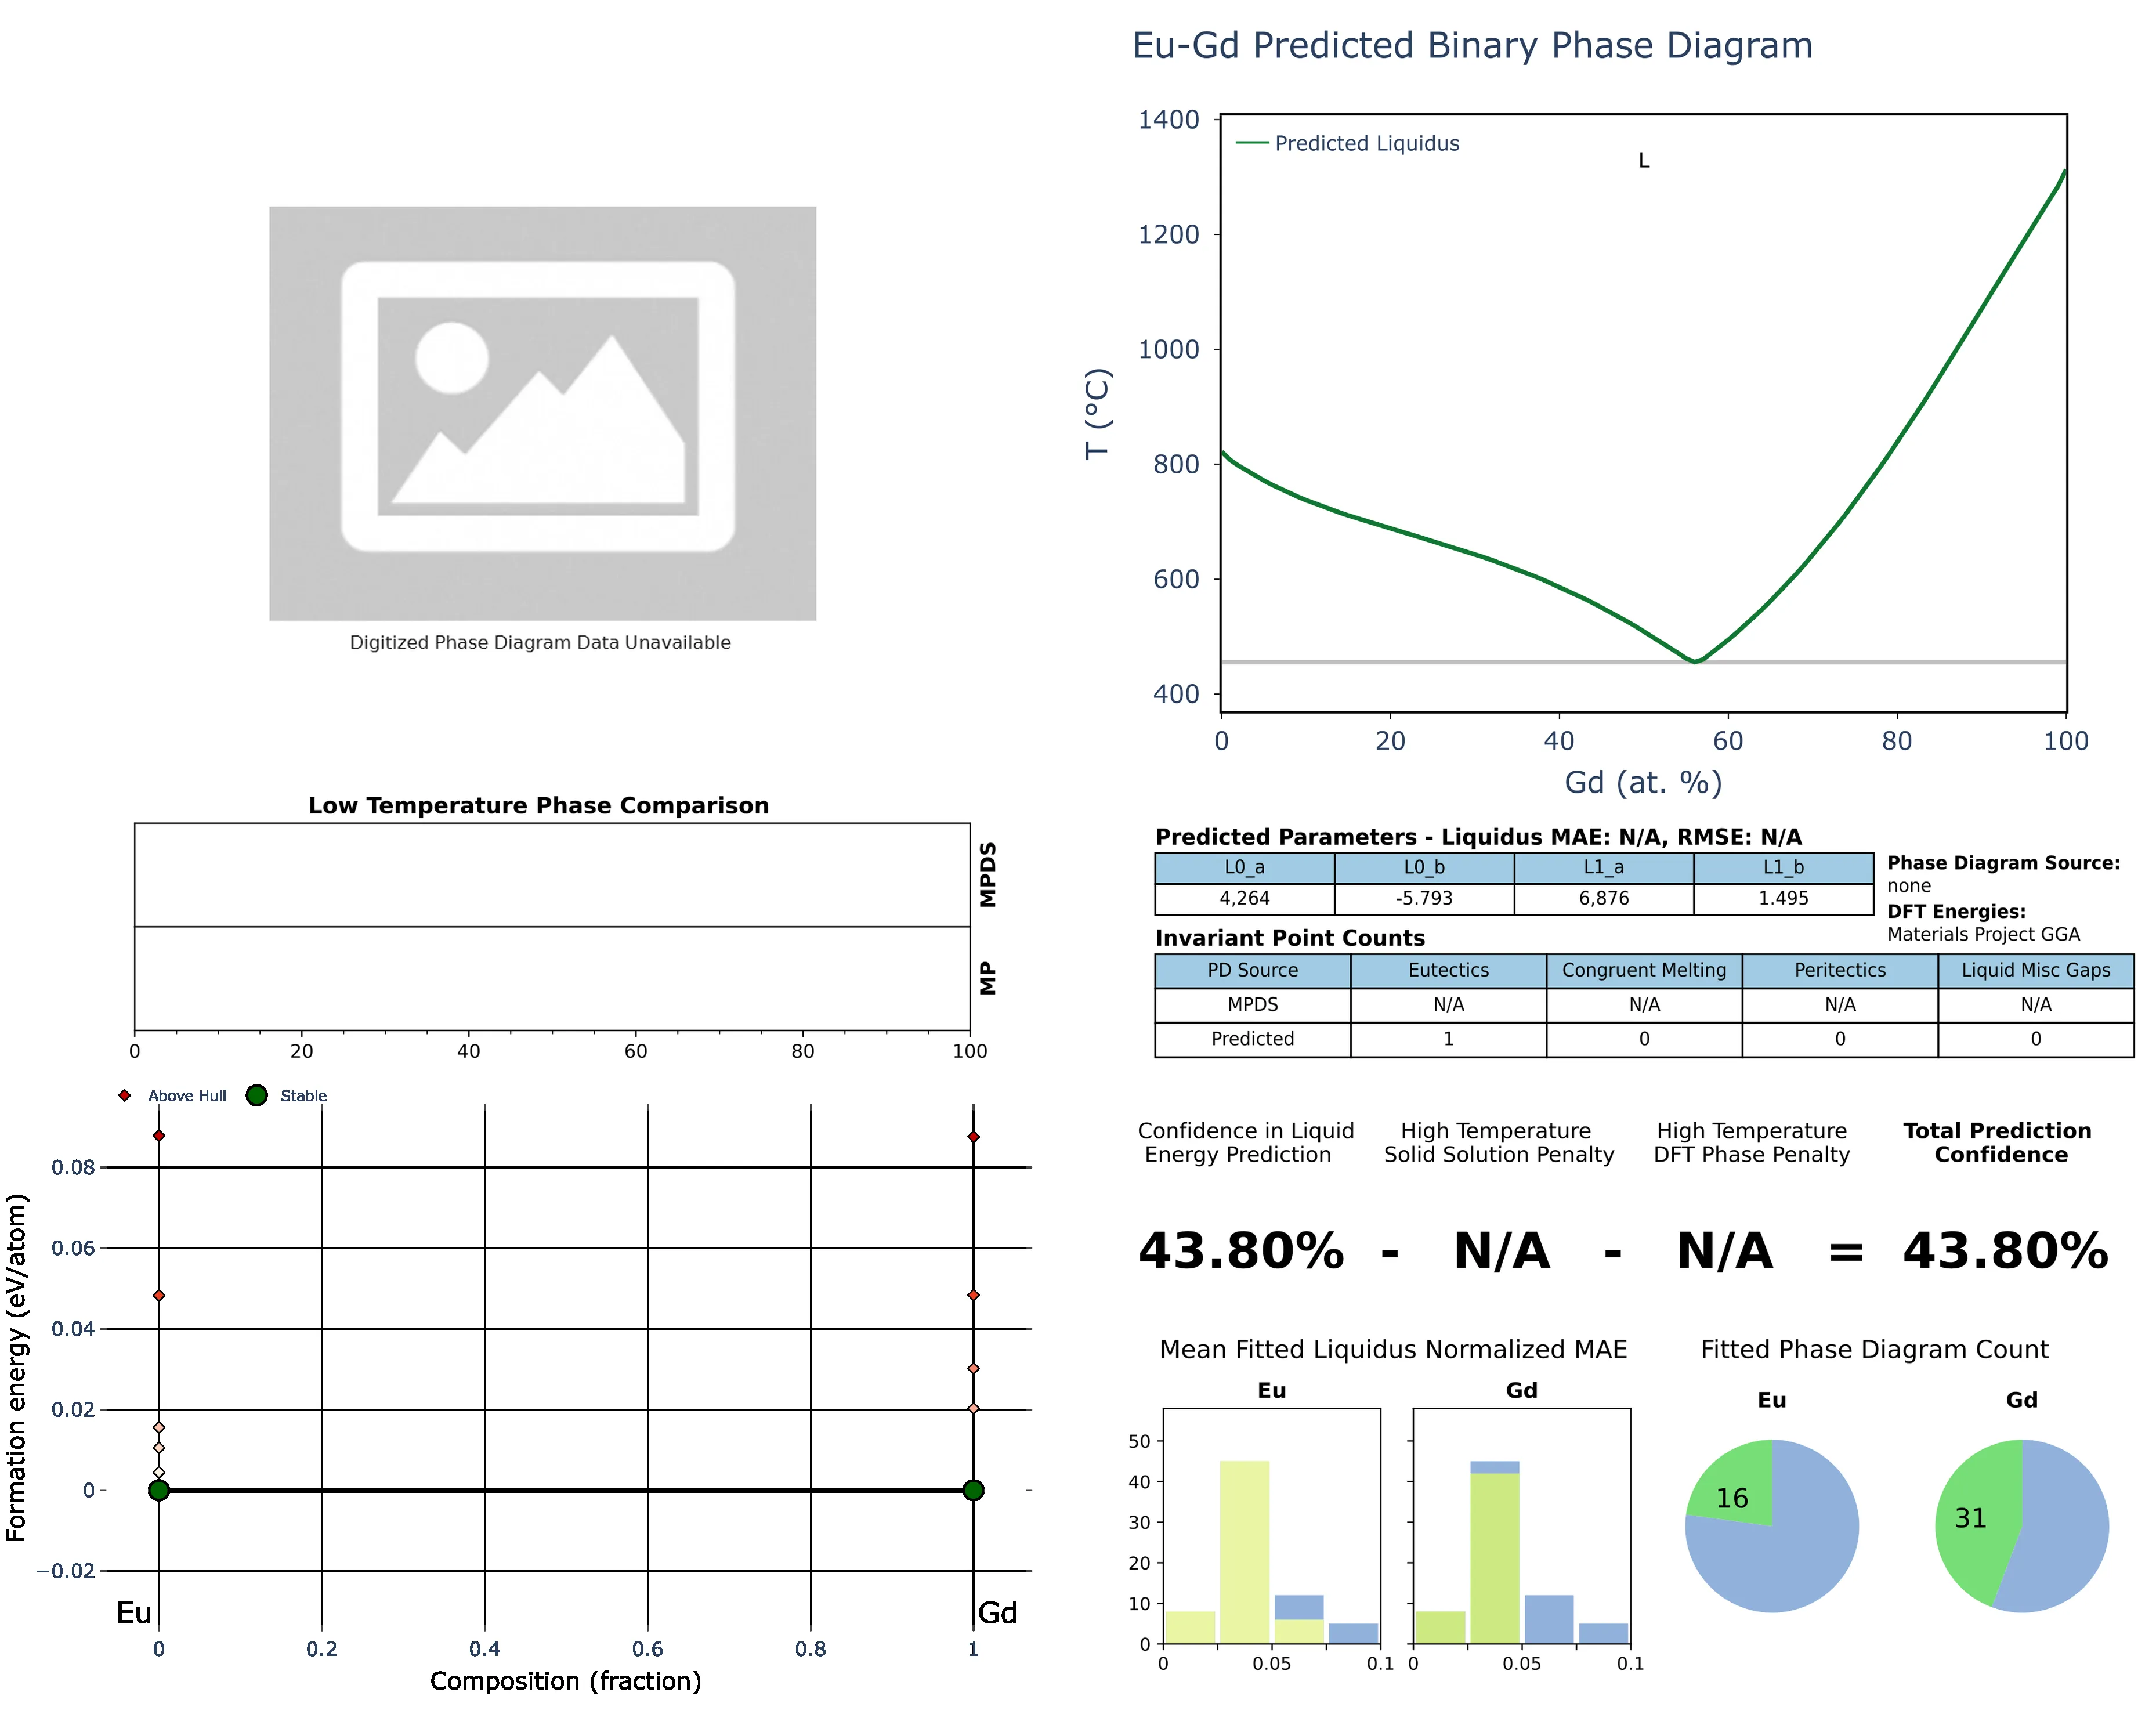 Eu-Gd Predicted Binary Phase Diagram
1400
1200
1000
800
600
400
T (°C)
Predicted Liquidus
L
0 20 40 60 80 100
Gd (at. %)
Digitized Phase Diagram Data Unavailable
Low Temperature Phase Comparison
MPDS
MP
0 20 40 60 80 100
Predicted Parameters - Liquidus MAE: N/A, RMSE: N/A
L0_a L0_b L1_a L1_b
4,264 -5.793 6,876 1.495
Phase Diagram Source:
none
DFT Energies:
Materials Project GGA
Invariant Point Counts
PD Source Eutectics Congruent Melting Peritectics Liquid Misc Gaps
MPDS N/A N/A N/A N/A
Predicted 1 0 0 0
Above Hull Stable
0.08
0.06
0.04
0.02
0
−0.02
Formation energy (eV/atom)
Eu Gd
0 0.2 0.4 0.6 0.8 1
Composition (fraction)
Confidence in Liquid
Energy Prediction
High Temperature
Solid Solution Penalty
High Temperature
DFT Phase Penalty
Total Prediction
Confidence
43.80% - N/A - N/A = 43.80%
Mean Fitted Liquidus Normalized MAE
Eu Gd
50
40
30
20
10
0
0 0.05 0.1 0 0.05 0.1
Fitted Phase Diagram Count
Eu Gd
16 31